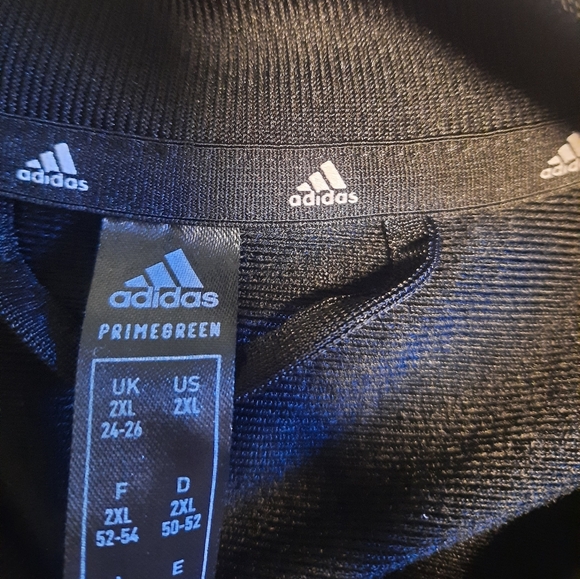 adidas adidas adidas
adidas
PRIMEGREEN
UK US
2XL 2XL
24-26
F D
2XL 2XL
52-54 50-52
E